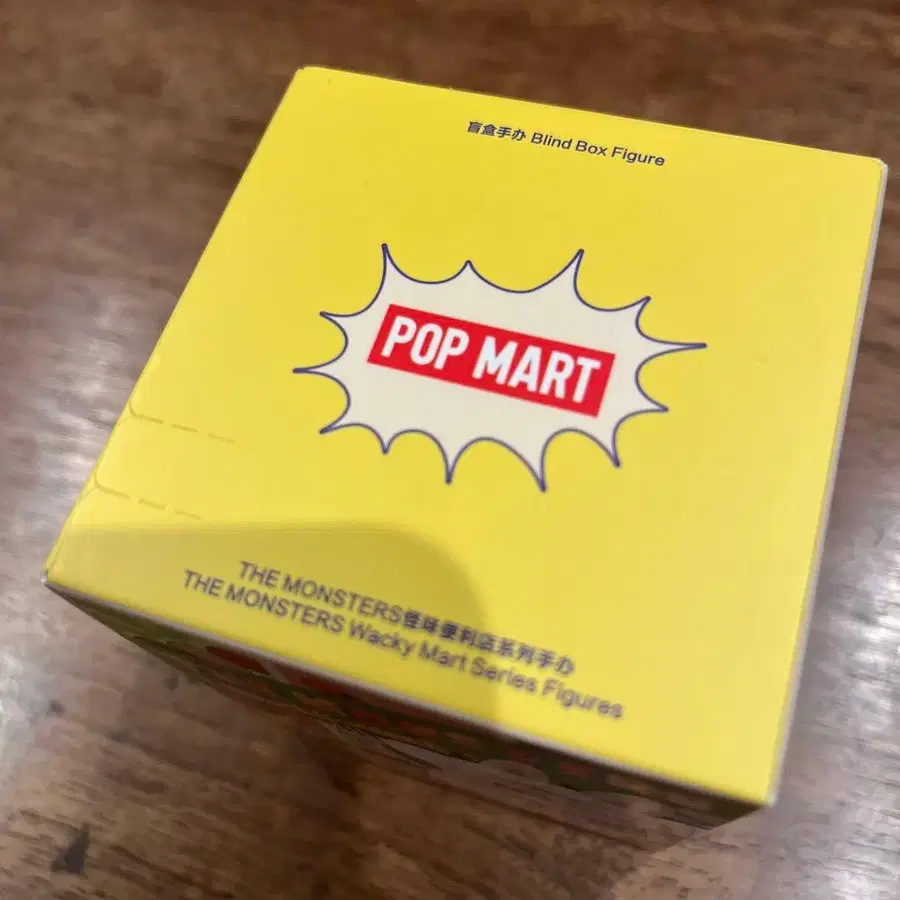 盲盒手办 Blind Box Figure
POP MART
THE MONSTERS怪味便利店系列手办
THE MONSTERS Wacky Mart Series Figures